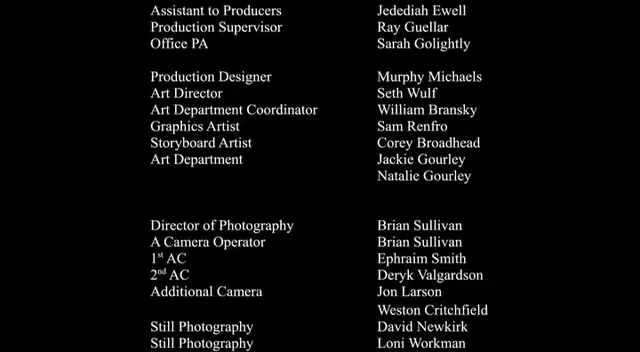 Assistant to Producers Jedediah Ewell
Production Supervisor Ray Guellar
Office PA Sarah Golightly
Production Designer Murphy Michaels
Art Director Seth Wulf
Art Department Coordinator William Bransky
Graphics Artist Sam Renfro
Storyboard Artist Corey Broadhead
Art Department Jackie Gourley
Natalie Gourley
Director of Photography Brian Sullivan
A Camera Operator Brian Sullivan
1st AC Ephraim Smith
2nd AC Deryk Valgardson
Additional Camera Jon Larson
Weston Critchfield
Still Photography David Newkirk
Still Photography Loni Workman